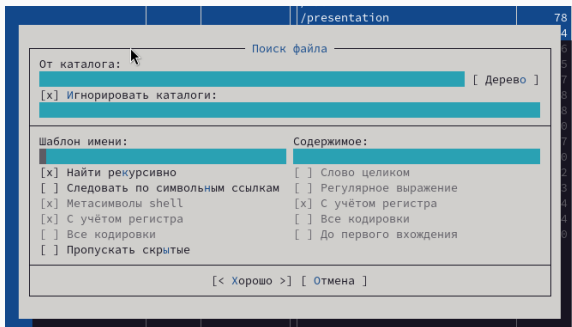 /presentation 78
4
Поиск файла
От каталога:
[ Дерево ]
[x] Игнорировать каталоги:
Шаблон имени: Содержимое:
[x] Найти рекурсивно [ ] Слово целиком
[ ] Следовать по символьным ссылкам [ ] Регулярное выражение
[x] Метасимволы shell [x] С учётом регистра
[x] С учётом регистра [ ] Все кодировки
[ ] Все кодировки [ ] До первого вхождения
[ ] Пропускать скрытые
[< Хорошо >] [ Отмена ]